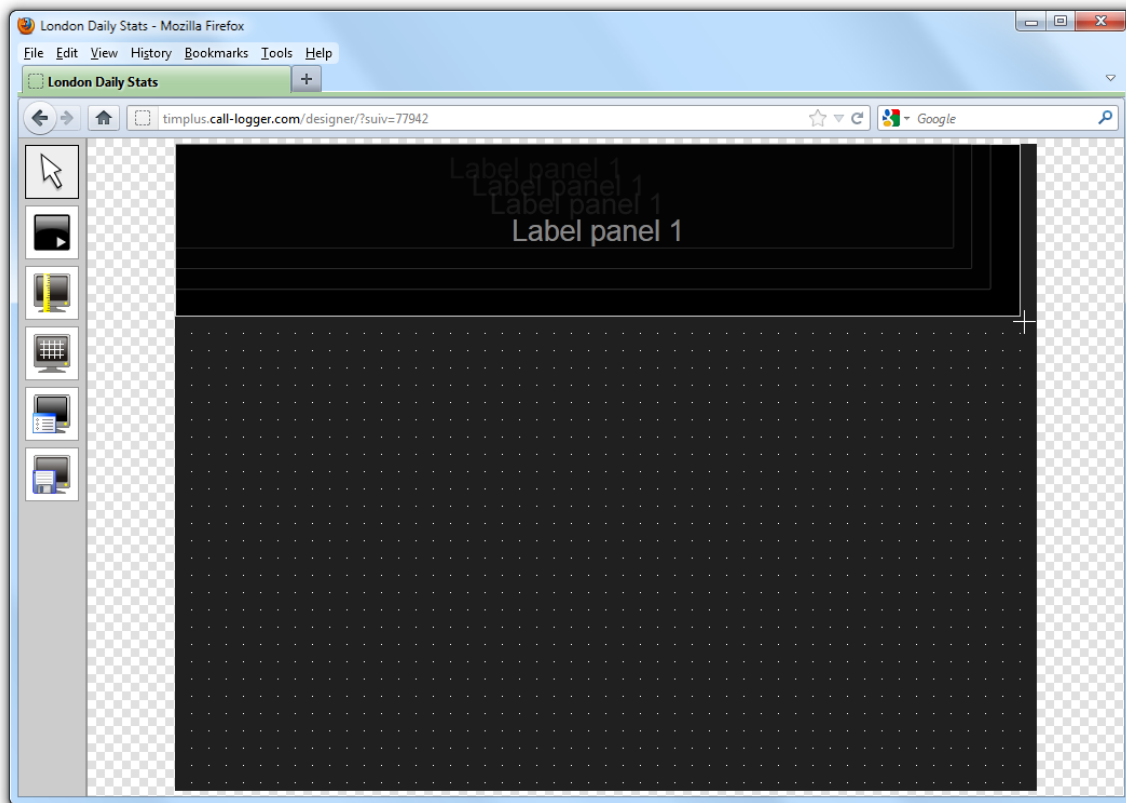 London Daily Stats - Mozilla Firefox
File Edit View History Bookmarks Tools Help
London Daily Stats +
timplus.call-logger.com/designer/?suiv=77942 Google
Label panel 1
Label panel 1
Label panel 1
Label panel 1